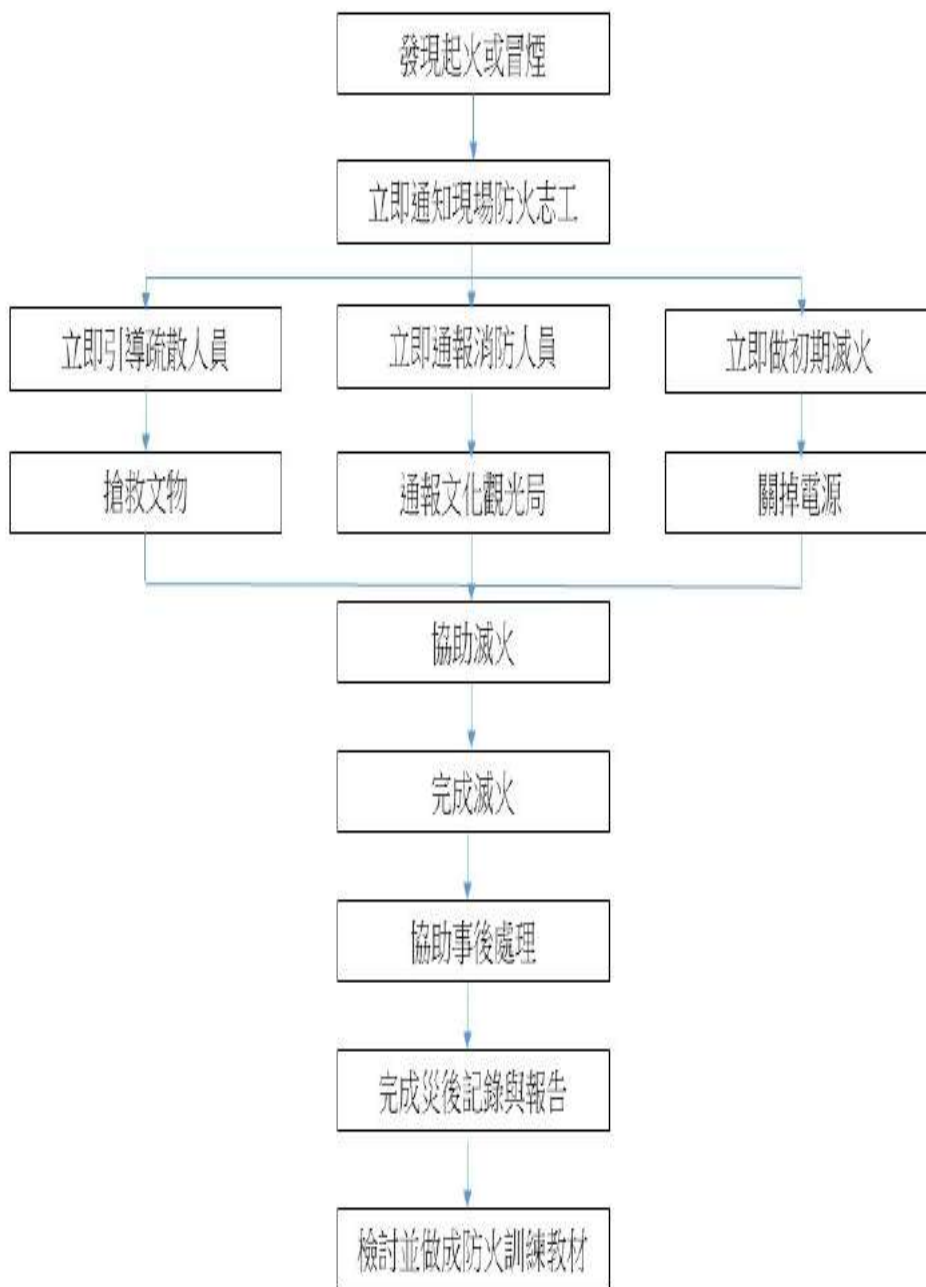 發現起火或冒煙
立即通知現場防火志工
立即引導疏散人員
立即通報消防人員
立即做初期滅火
搶救文物
通報文化觀光局
關掉電源
協助滅火
完成滅火
協助事後處理
完成災後記錄與報告
檢討並做成防火訓練教材